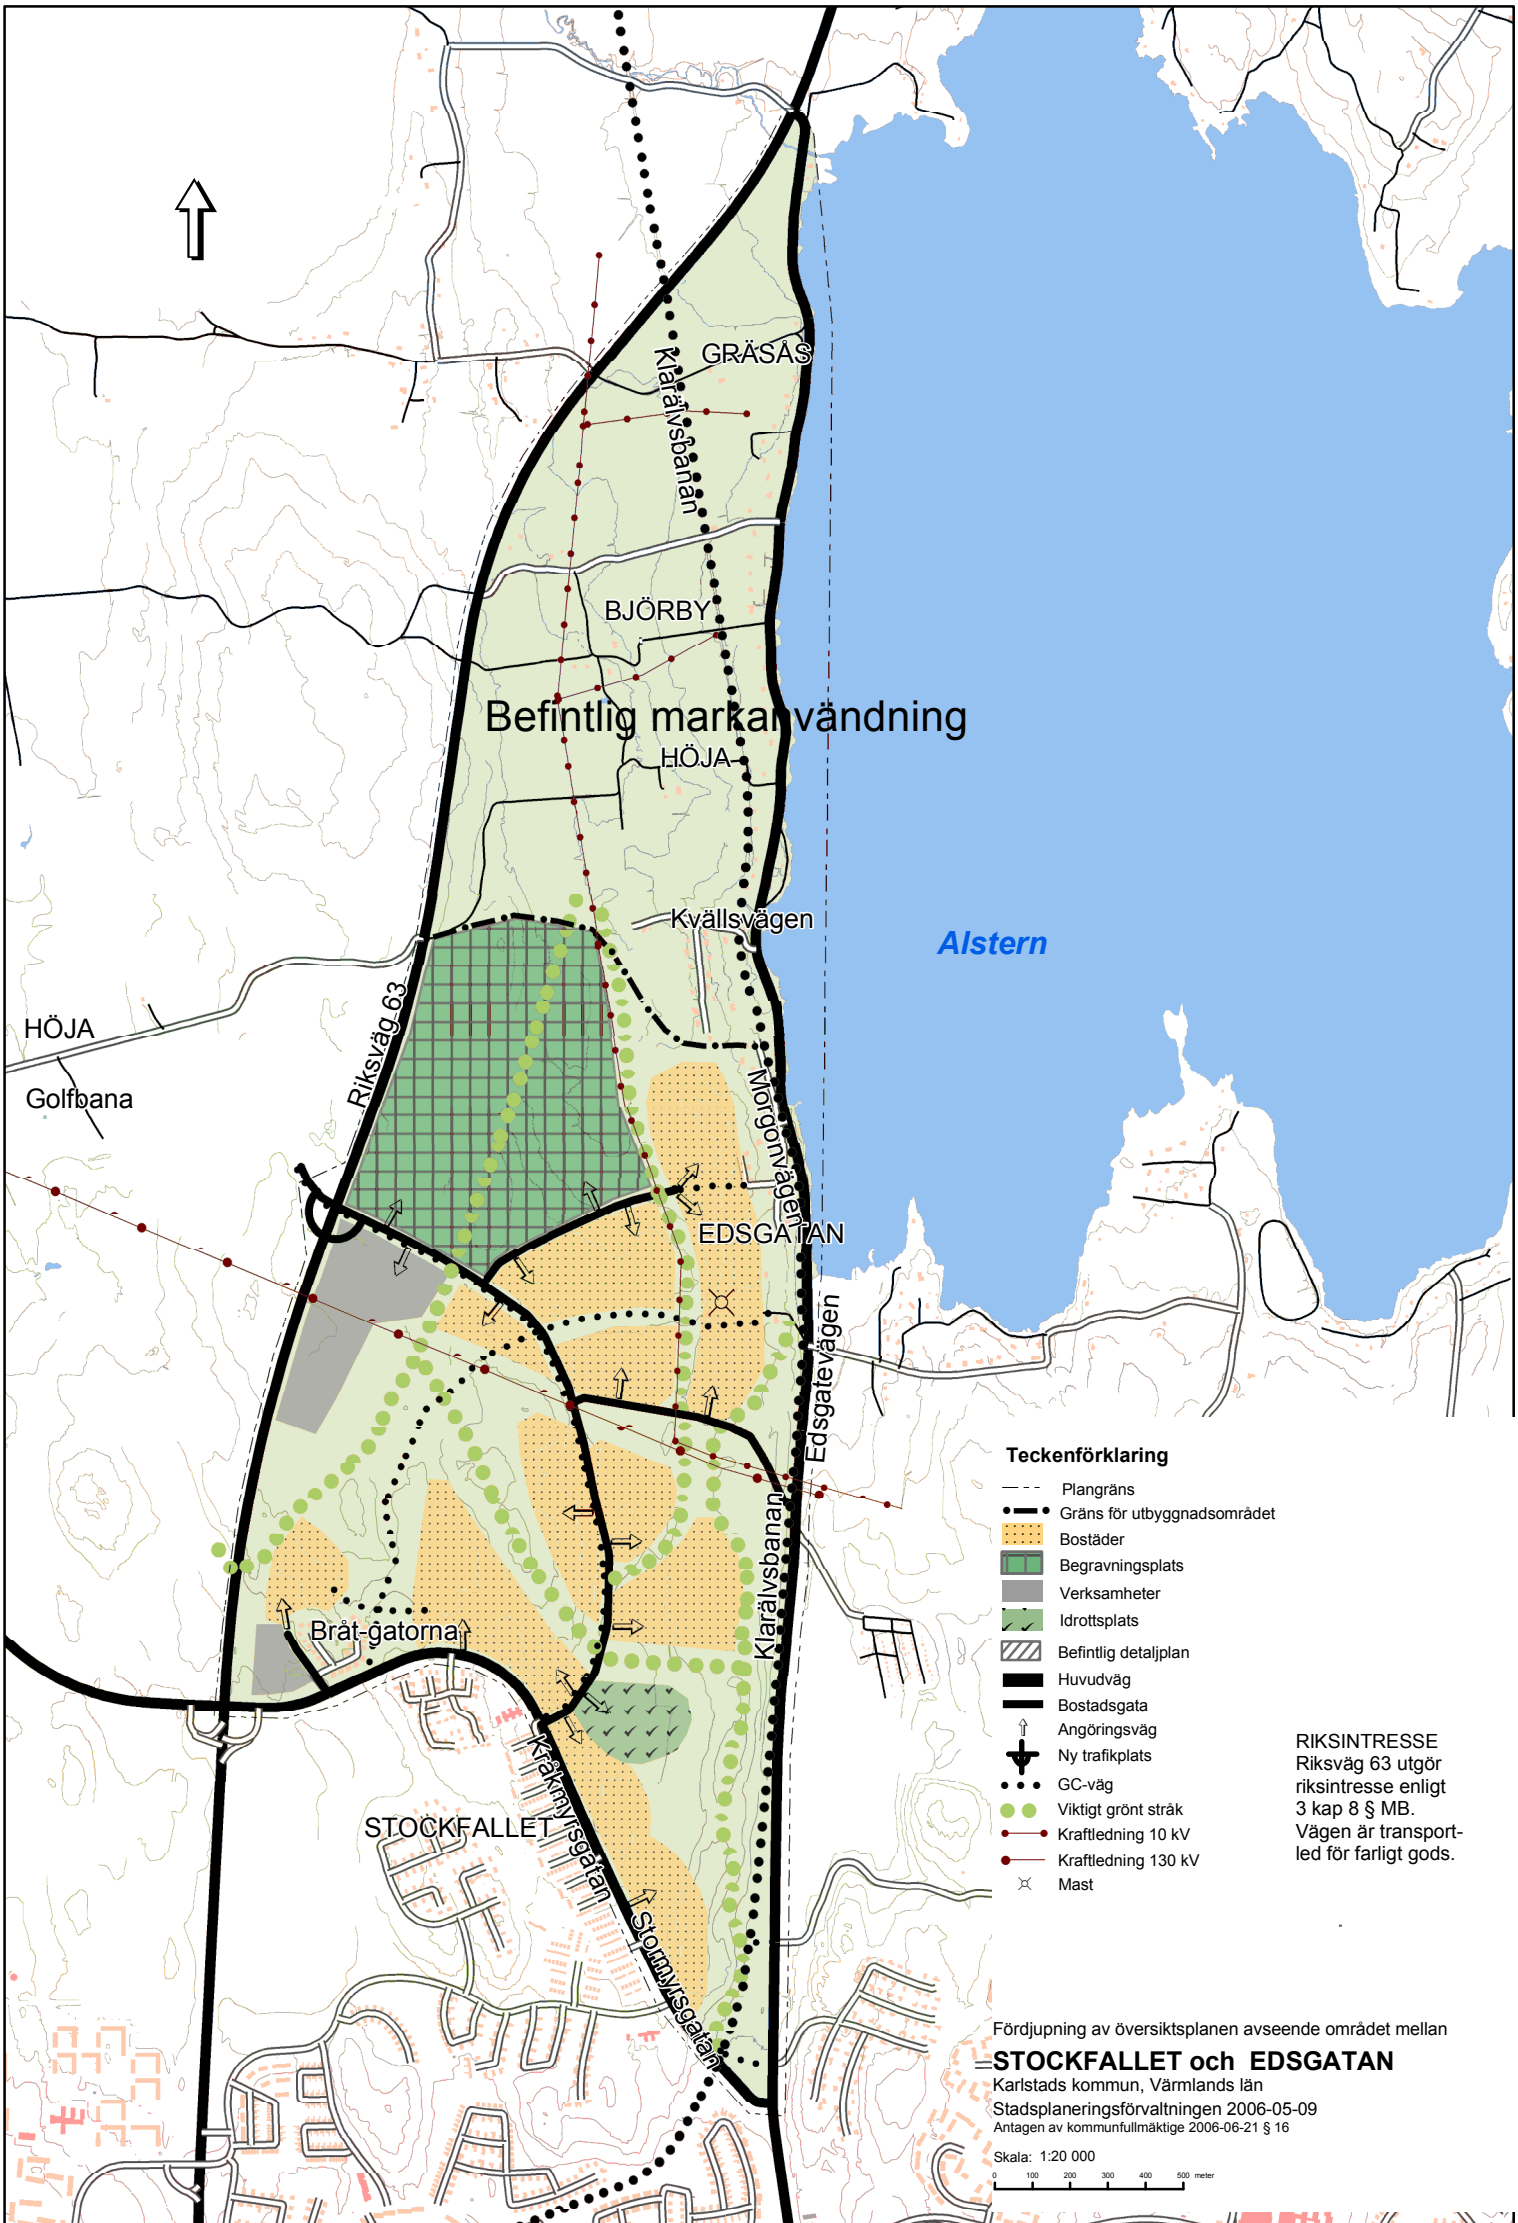 GRÄSÅS
Klarälvsbanan
BJÖRBY
Befintlig markanvändning
HÖJA
Kvällsvägen
Alstern
Riksväg 63
HÖJA
Golfbana
Morgonvägen
EDSGATAN
Edsgatevägen
Klarälvsbanan
Bråt-gatorna
Kråkmyrsgatan
STOCKFALLET
Stormyrsgatan
Teckenförklaring
Plangräns
Gräns för utbyggnadsområdet
Bostäder
Begravningsplats
Verksamheter
Idrottsplats
Befintlig detaljplan
Huvudväg
Bostadsgata
Angöringsväg
Ny trafikplats
GC-väg
Viktigt grönt stråk
Kraftledning 10 kV
Kraftledning 130 kV
Mast
RIKSINTRESSE
Riksväg 63 utgör
riksintresse enligt
3 kap 8 § MB.
Vägen är transport-
led för farligt gods.
Fördjupning av översiktsplanen avseende området mellan
STOCKFALLET och EDSGATAN
Karlstads kommun, Värmlands län
Stadsplaneringsförvaltningen 2006-05-09
Antagen av kommunfullmäktige 2006-06-21 § 16
Skala: 1:20 000
0 100 200 300 400 500 meter